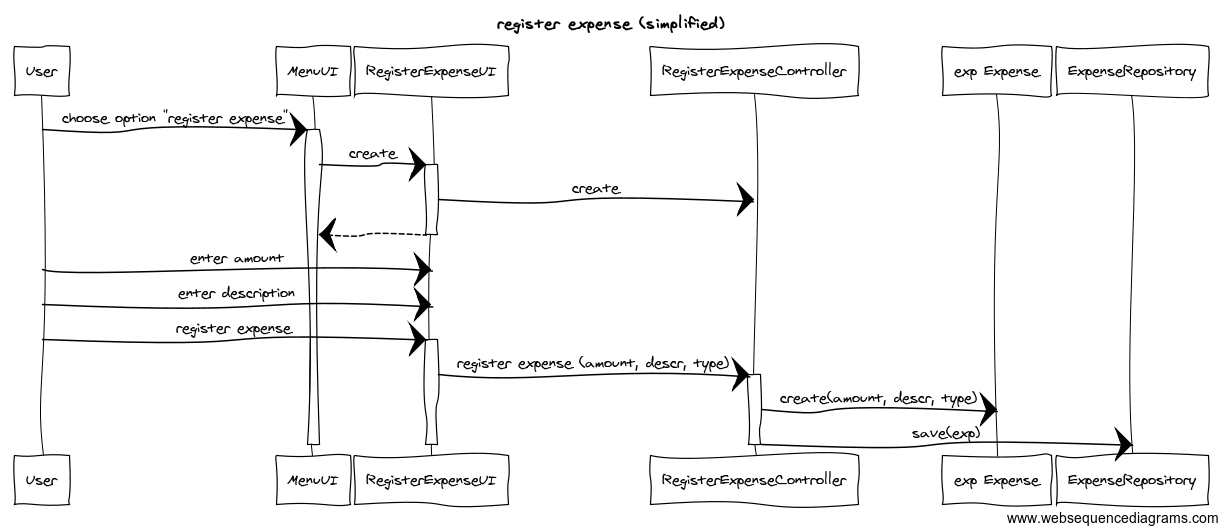 register expense (simplified)
User
MenuUI
RegisterExpenseUI
RegisterExpenseController
exp Expense
ExpenseRepository
choose option "register expense"
create
create
enter amount
enter description
register expense
register expense (amount, descr, type)
create(amount, descr, type)
save(exp)
User
MenuUI
RegisterExpenseUI
RegisterExpenseController
exp Expense
ExpenseRepository
www.websequencediagrams.com